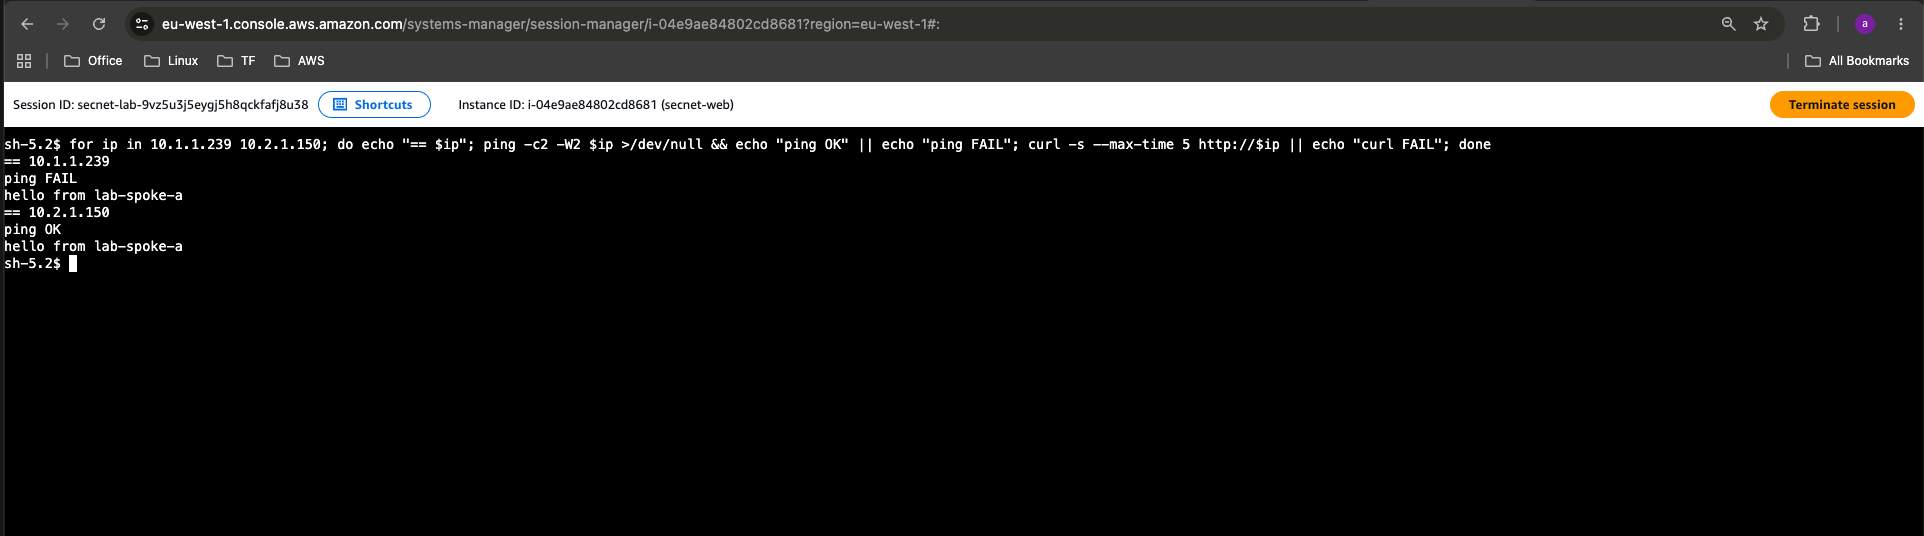 eu-west-1.console.aws.amazon.com/systems-manager/session-manager/i-04e9ae84802cd8681?region=eu-west-1#:
a
Office Linux TF AWS All Bookmarks
Session ID: secnet-lab-9vz5u3j5eygj5h8qckfafj8u38 Shortcuts Instance ID: i-04e9ae84802cd8681 (secnet-web) Terminate session
sh-5.2$ for ip in 10.1.1.239 10.2.1.150; do echo "== $ip"; ping -c2 -W2 $ip >/dev/null && echo "ping OK" || echo "ping FAIL"; curl -s --max-time 5 http://$ip || echo "curl FAIL"; done
== 10.1.1.239
ping FAIL
hello from lab-spoke-a
== 10.2.1.150
ping OK
hello from lab-spoke-a
sh-5.2$